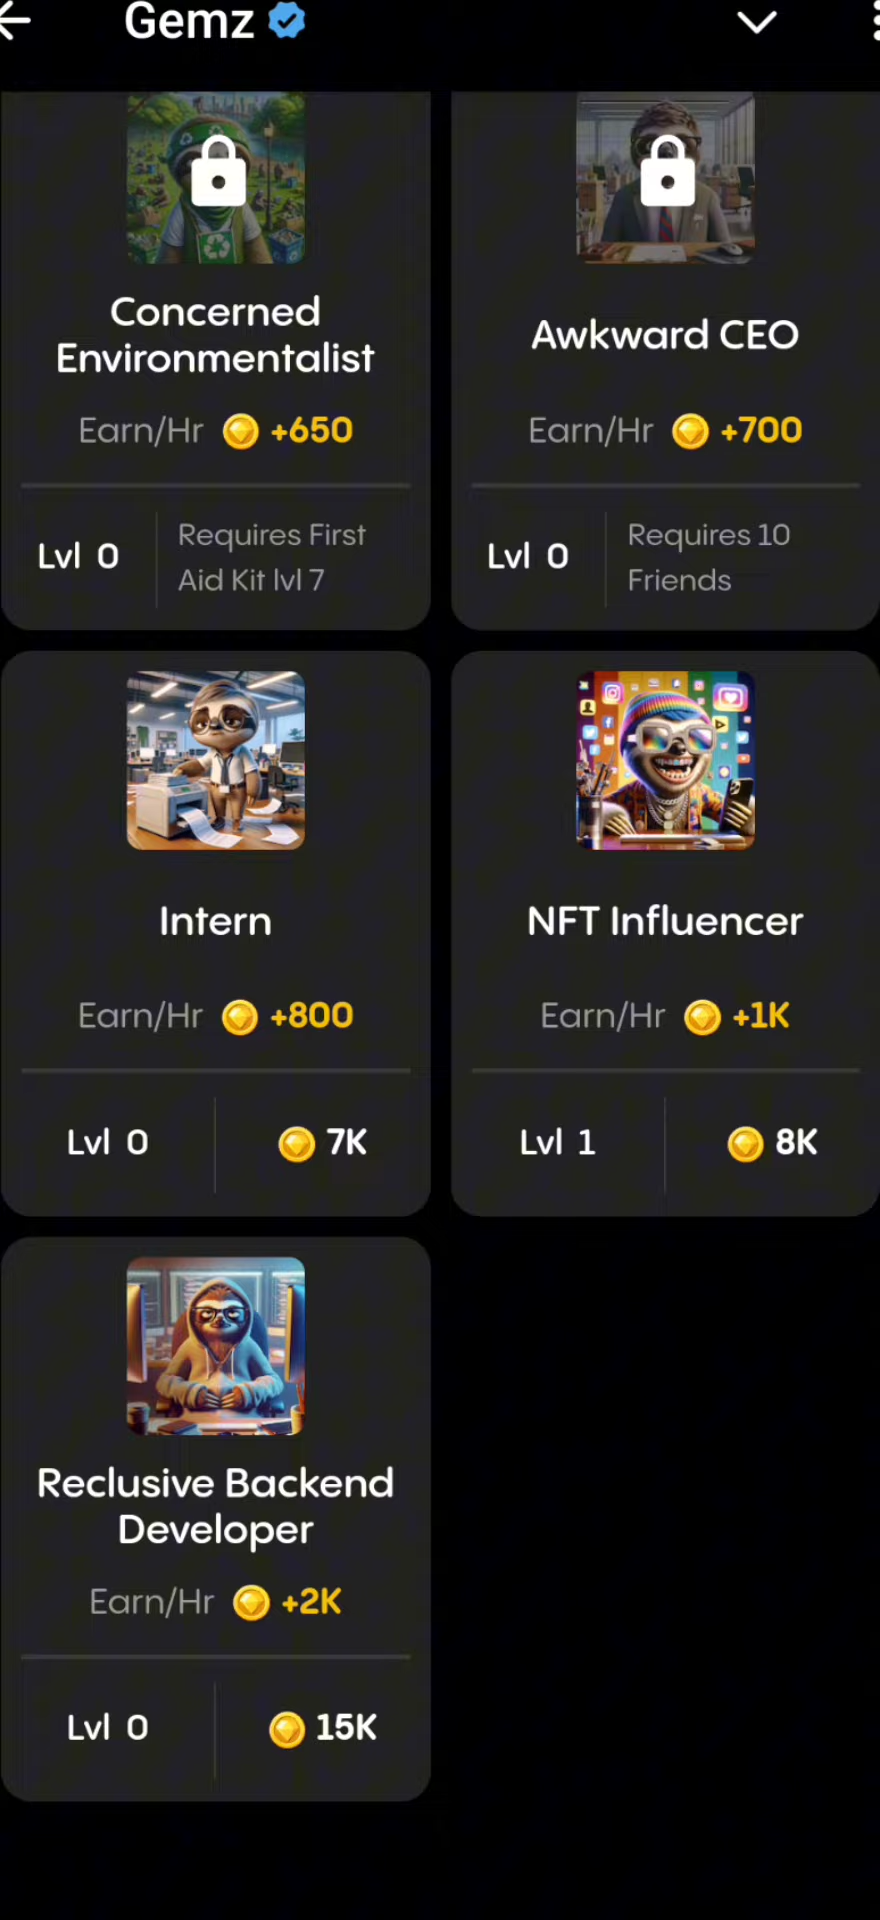 Gemz
Concerned
Environmentalist
Earn/Hr +650
Lvl 0
Requires First
Aid Kit lvl 7
Awkward CEO
Earn/Hr +700
Lvl 0
Requires 10
Friends
Intern
Earn/Hr +800
Lvl 0
7K
NFT Influencer
Earn/Hr +1K
Lvl 1
8K
Reclusive Backend
Developer
Earn/Hr +2K
Lvl 0
15K